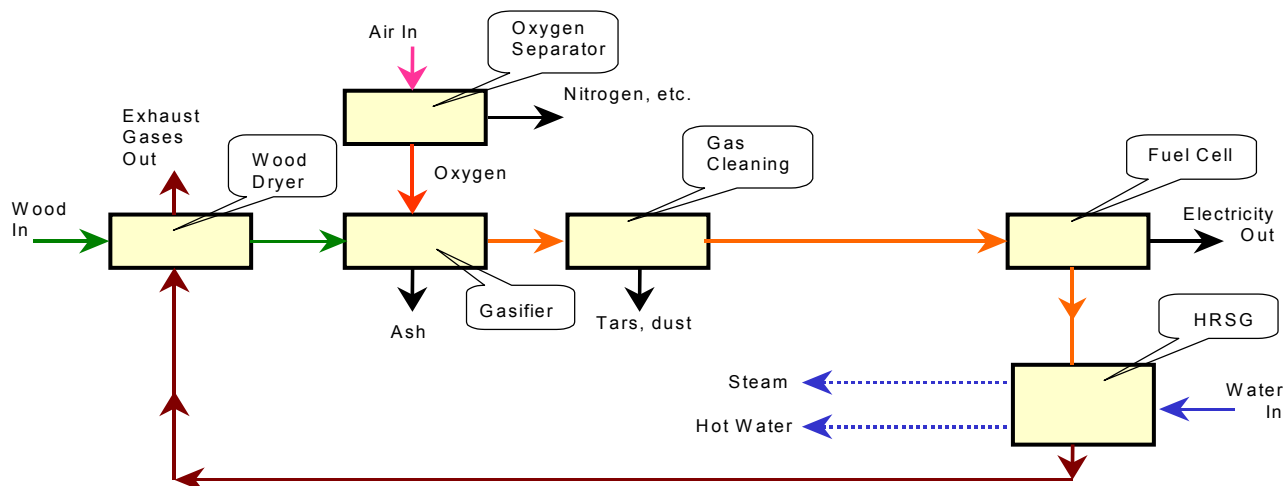 Air In
Oxygen
Separator
Nitrogen, etc.
Exhaust
Gases
Out
Wood
Dryer
Gas
Cleaning
Fuel Cell
Oxygen
Wood
In
Electricity
Out
Gasifier
Ash
Tars, dust
HRSG
Steam
Water
In
Hot Water